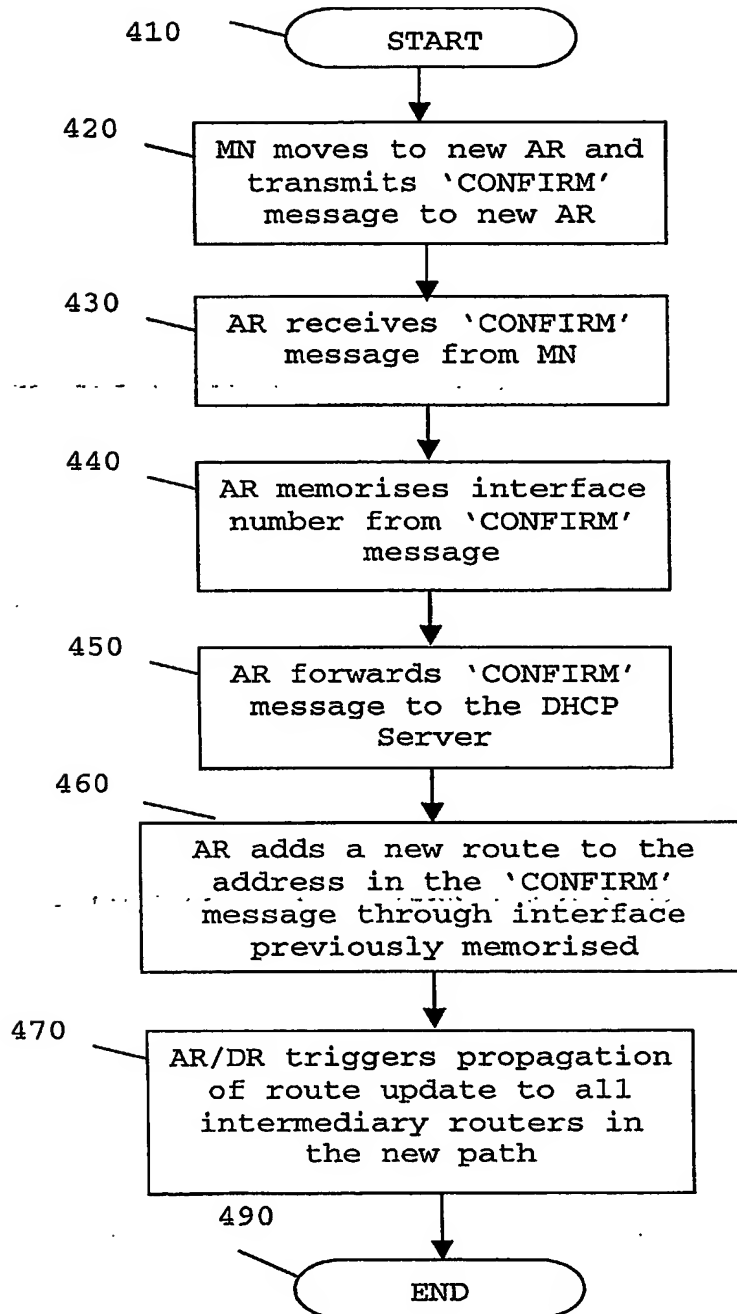 410
START
420
MN moves to new AR and
transmits ‘CONFIRM’
message to new AR
430
AR receives ‘CONFIRM’
message from MN
440
AR memorises interface
number from ‘CONFIRM’
message
450
AR forwards ‘CONFIRM’
message to the DHCP
Server
460
AR adds a new route to the
address in the ‘CONFIRM’
message through interface
previously memorised
470
AR/DR triggers propagation
of route update to all
intermediary routers in
the new path
490
END